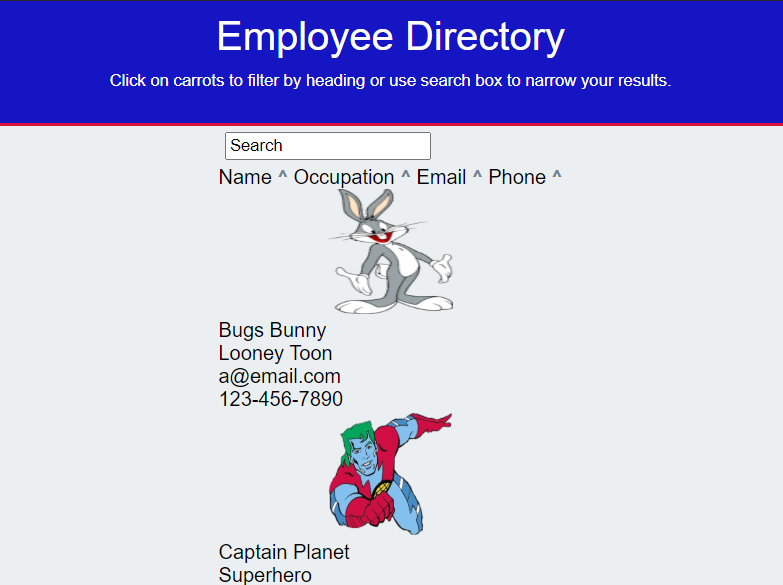 Employee Directory
Click on carrots to filter by heading or use search box to narrow your results.
Search
Name ^ Occupation ^ Email ^ Phone ^
Bugs Bunny
Looney Toon
a@email.com
123-456-7890
Captain Planet
Superhero